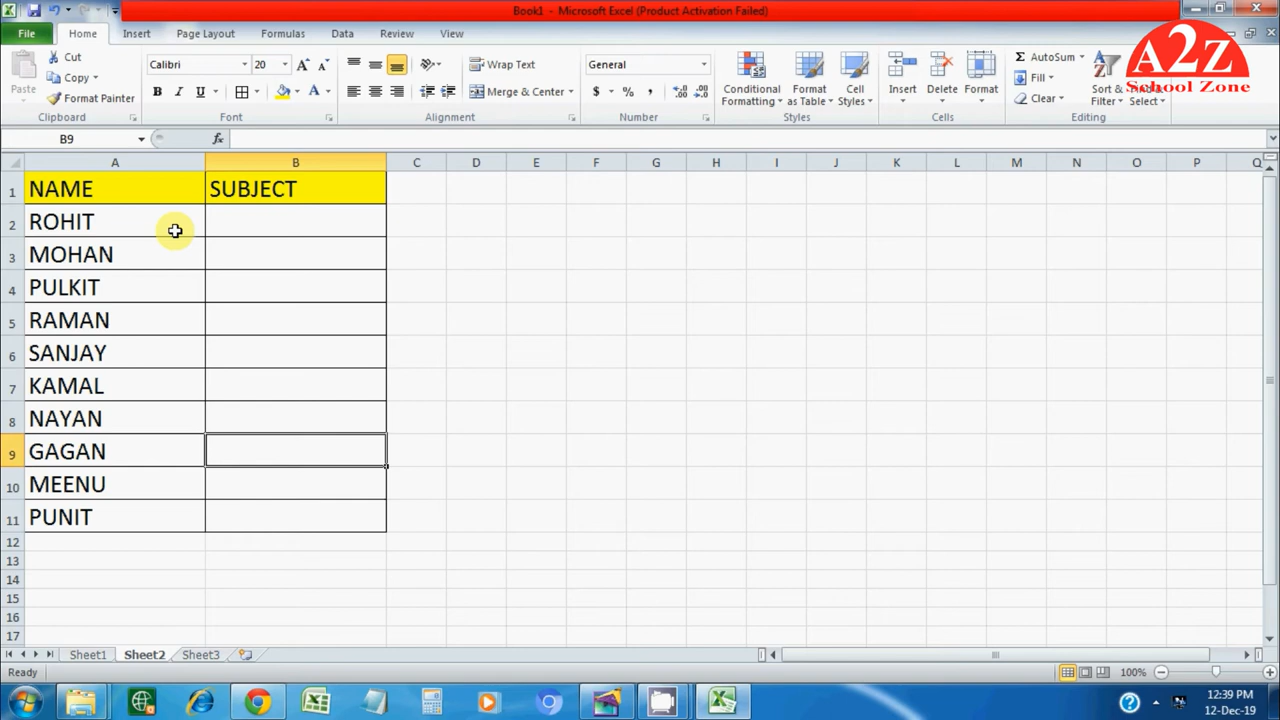 Book1 - Microsoft Excel (Product Activation Failed)
File Home Insert Page Layout Formulas Data Review View
A2Z
School Zone
Paste Cut
Copy
Format Painter
Clipboard
Calibri 20 A A
B I U A
Font
Wrap Text
Merge & Center
Alignment
General
$ % , .0 .00 .00 .0
Number
Conditional Formatting
Format as Table
Cell Styles
Styles
Insert Delete Format
Cells
Σ AutoSum
Fill
Clear
Sort & Filter
Find & Select
Editing
B9 fx
A B C D E F G H I J K L M N O P Q
1 NAME SUBJECT
2 ROHIT
3 MOHAN
4 PULKIT
5 RAMAN
6 SANJAY
7 KAMAL
8 NAYAN
9 GAGAN
10 MEENU
11 PUNIT
12
13
14
15
16
17
Sheet1 Sheet2 Sheet3
Ready 100%
12:39 PM
12-Dec-19